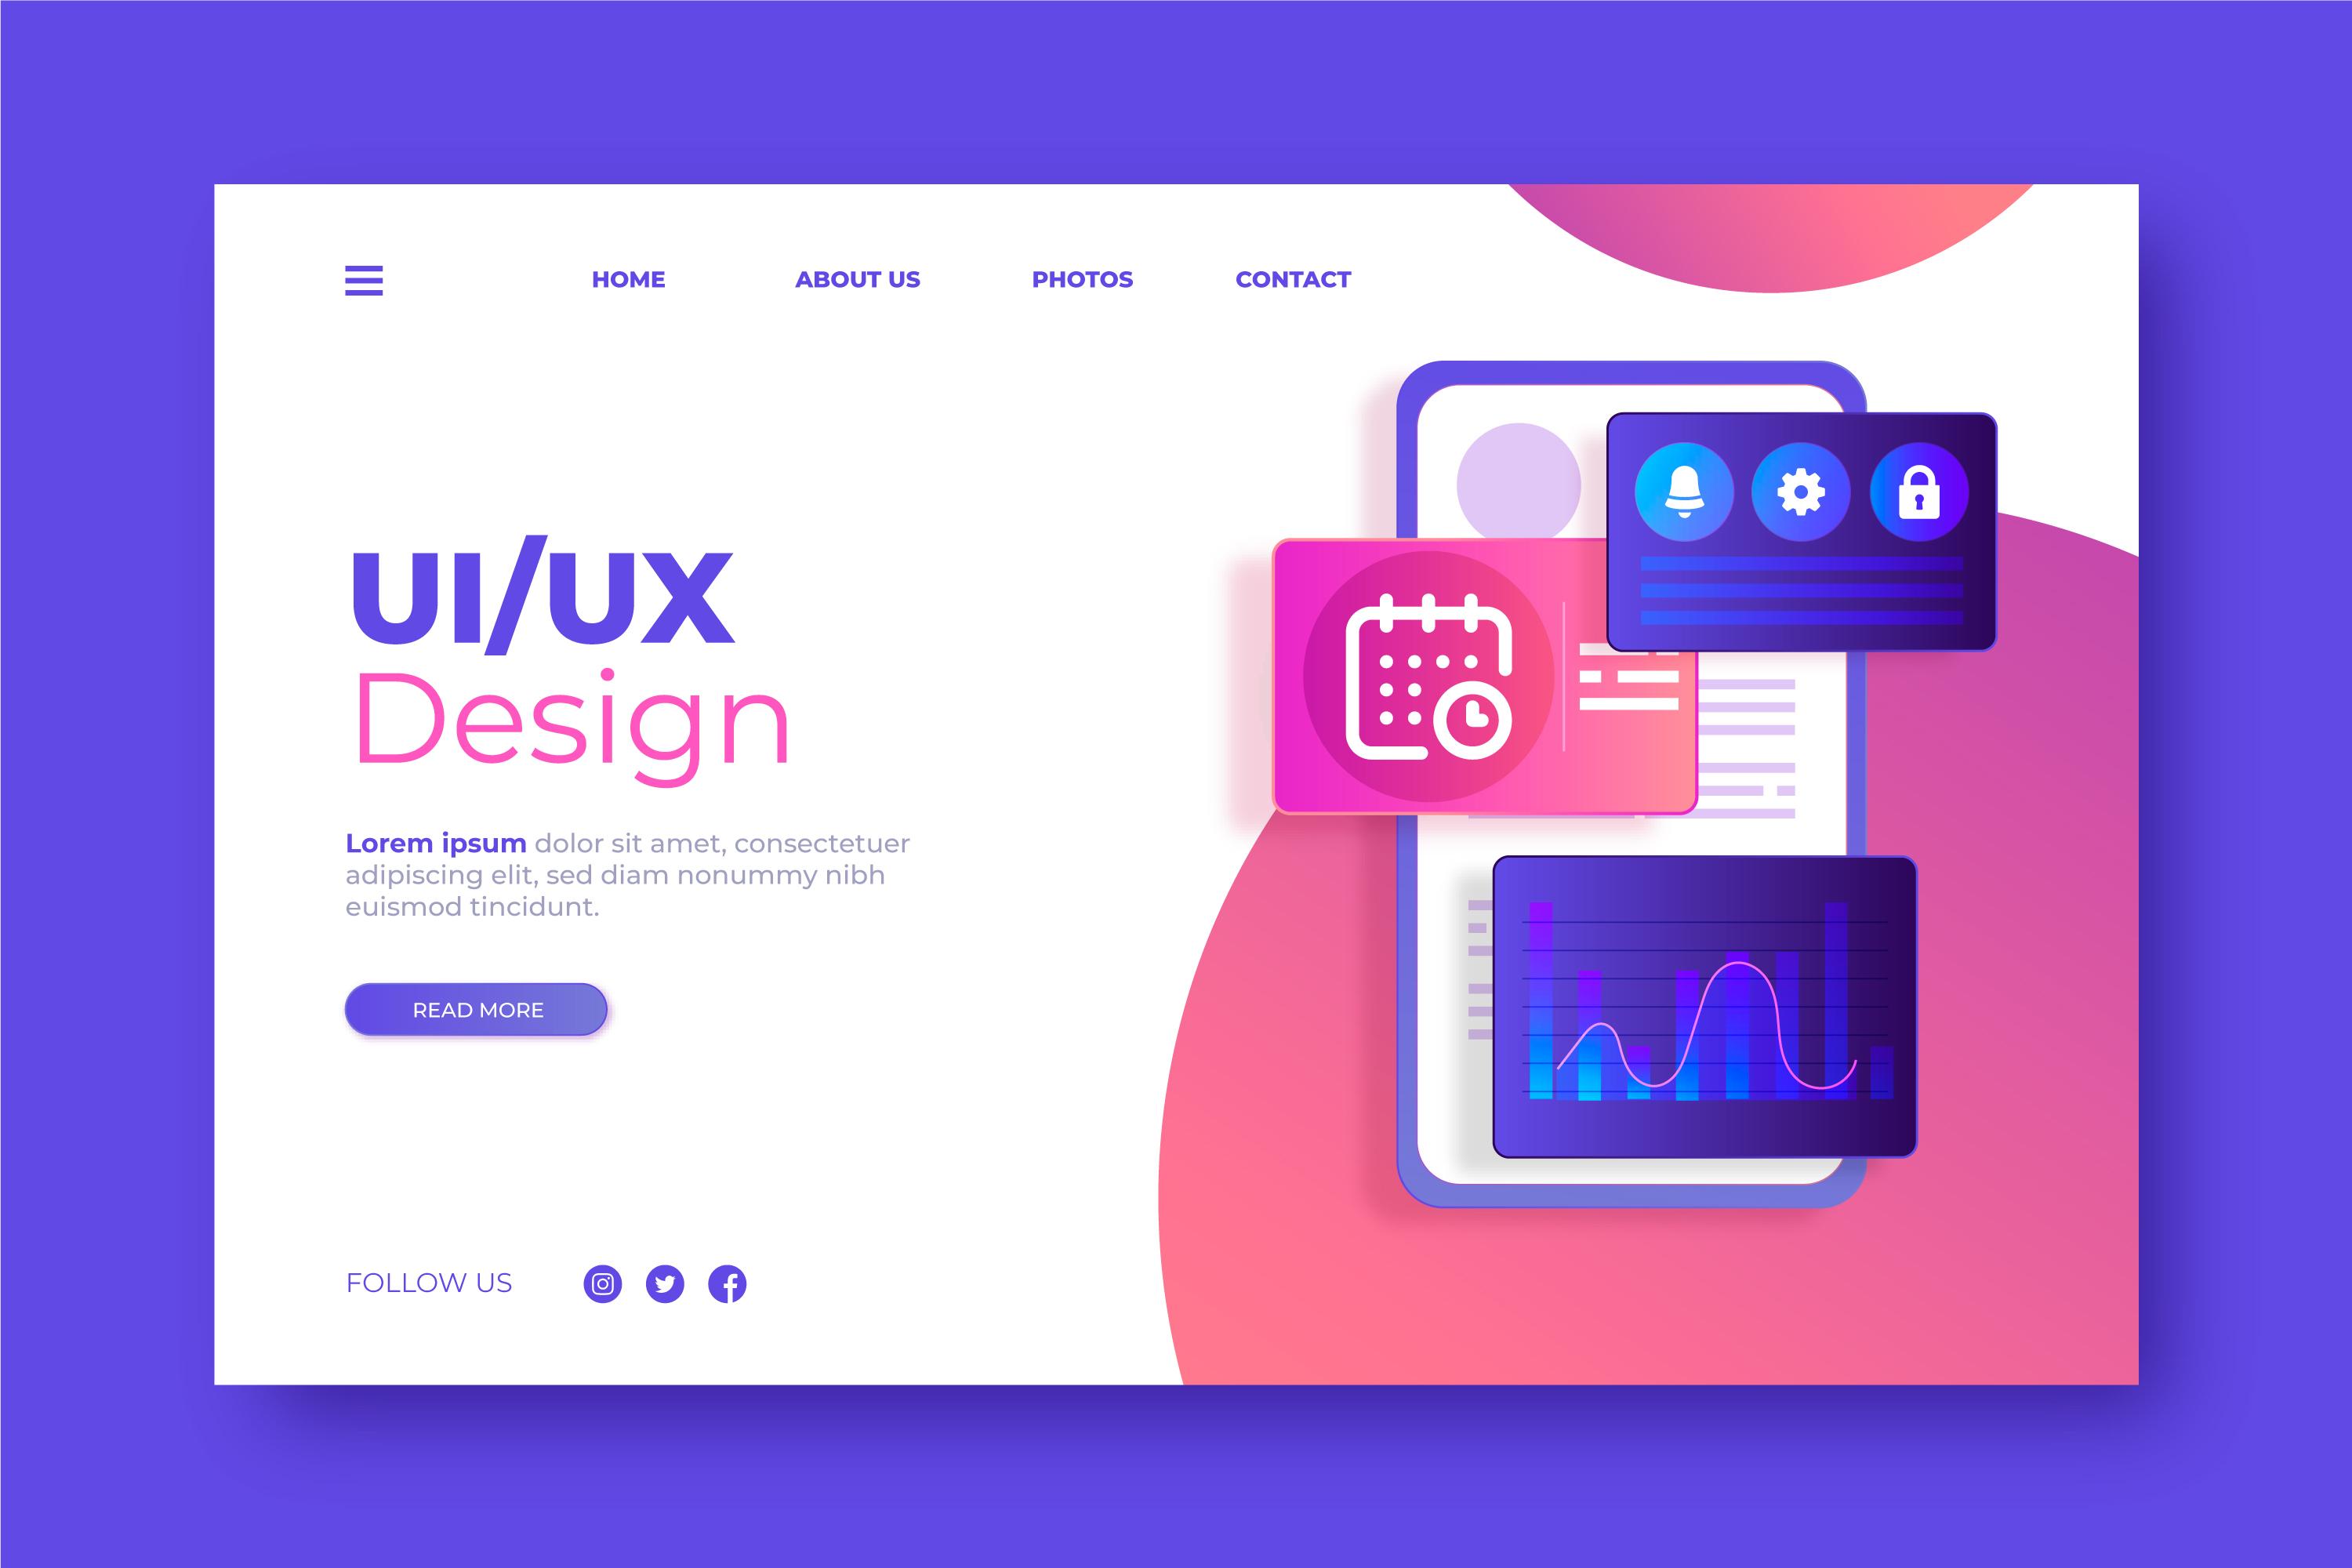 HOME ABOUT US PHOTOS CONTACT
UI/UX
Design
Lorem ipsum dolor sit amet, consectetuer
adipiscing elit, sed diam nonummy nibh
euismod tincidunt.
READ MORE
FOLLOW US